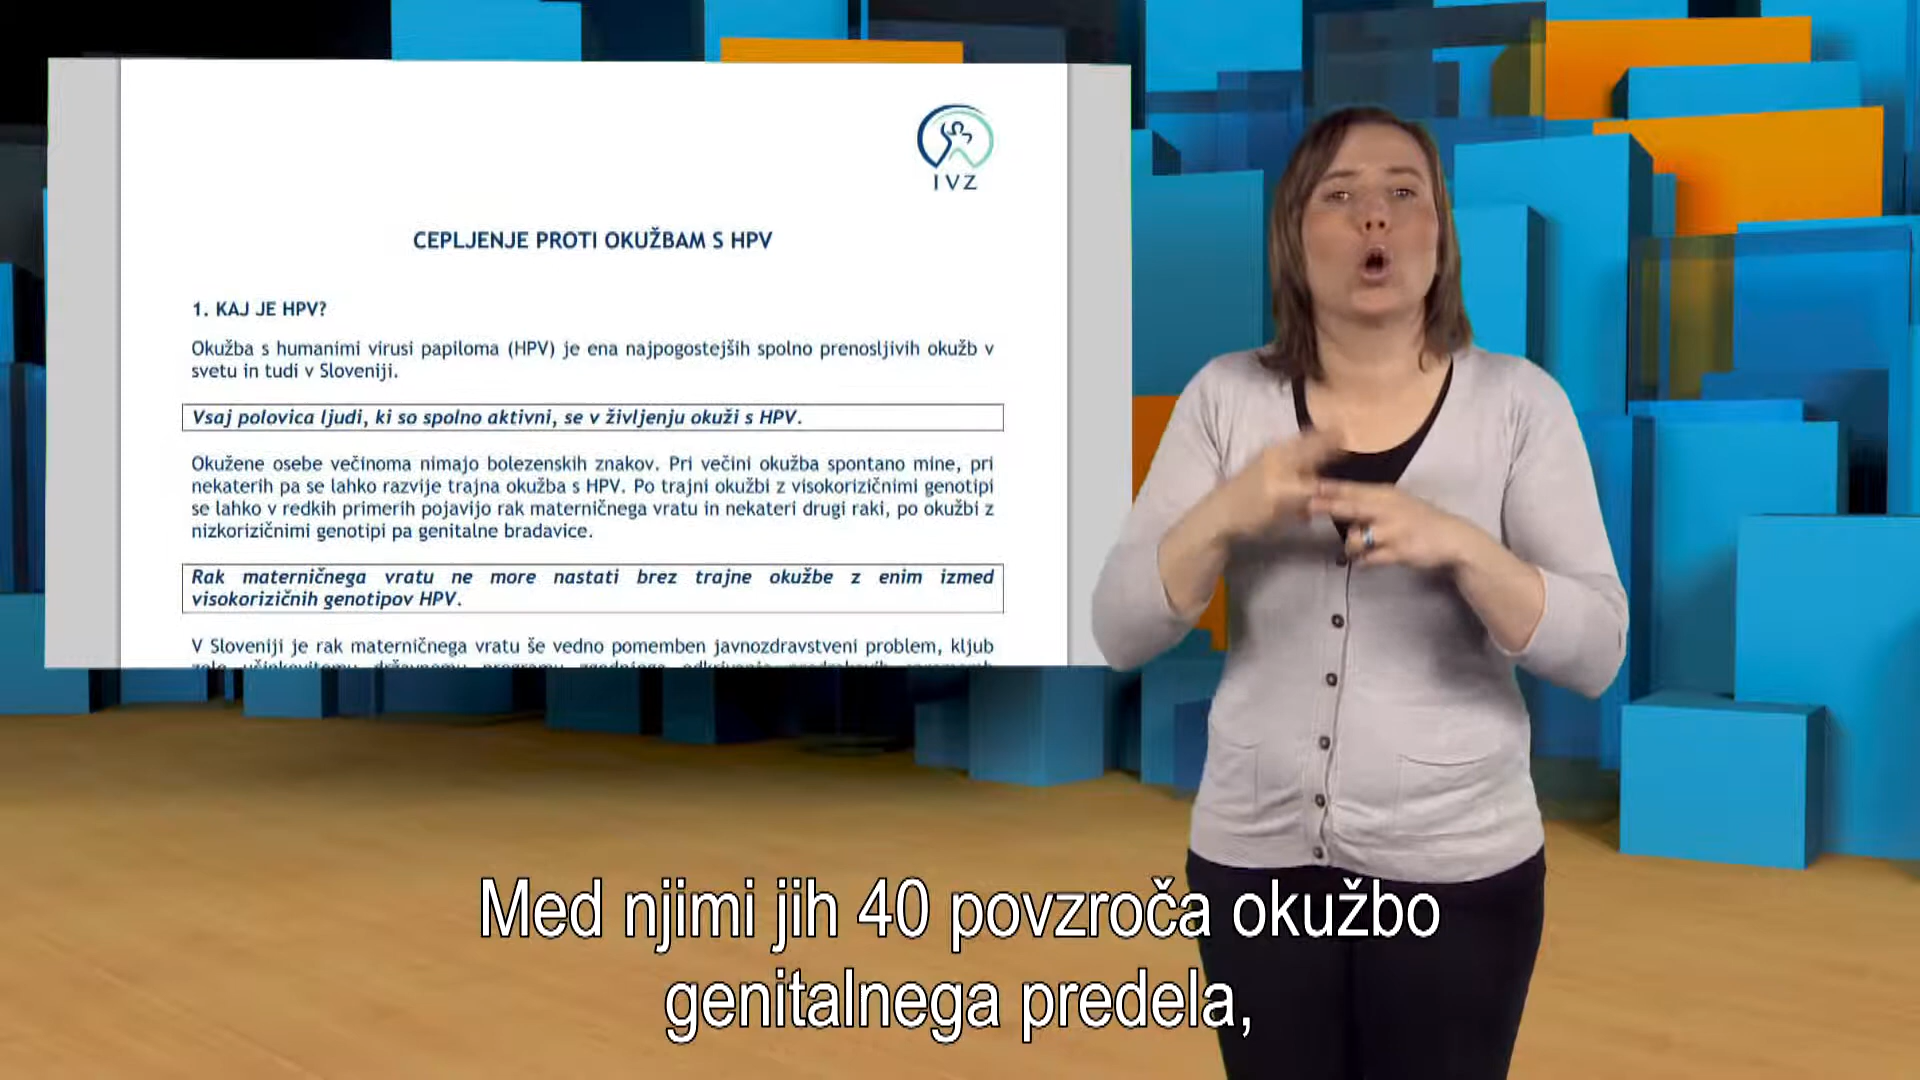 IVZ
CEPLJENJE PROTI OKUŽBAM S HPV
1. KAJ JE HPV?
Okužba s humanimi virusi papiloma (HPV) je ena najpogostejših spolno prenosljivih okužb v
svetu in tudi v Sloveniji.
Vsaj polovica ljudi, ki so spolno aktivni, se v življenju okuži s HPV.
Okužene osebe večinoma nimajo bolezenskih znakov. Pri večini okužba spontano mine, pri
nekaterih pa se lahko razvije trajna okužba s HPV. Po trajni okužbi z visokorizičnimi genotipi
se lahko v redkih primerih pojavijo rak materničnega vratu in nekateri drugi raki, po okužbi z
nizkorizičnimi genotipi pa genitalne bradavice.
Rak materničnega vratu ne more nastati brez trajne okužbe z enim izmed
visokorizičnih genotipov HPV.
V Sloveniji je rak materničnega vratu še vedno pomemben javnozdravstveni problem, kljub
Med njimi jih 40 povzroča okužbo
genitalnega predela,